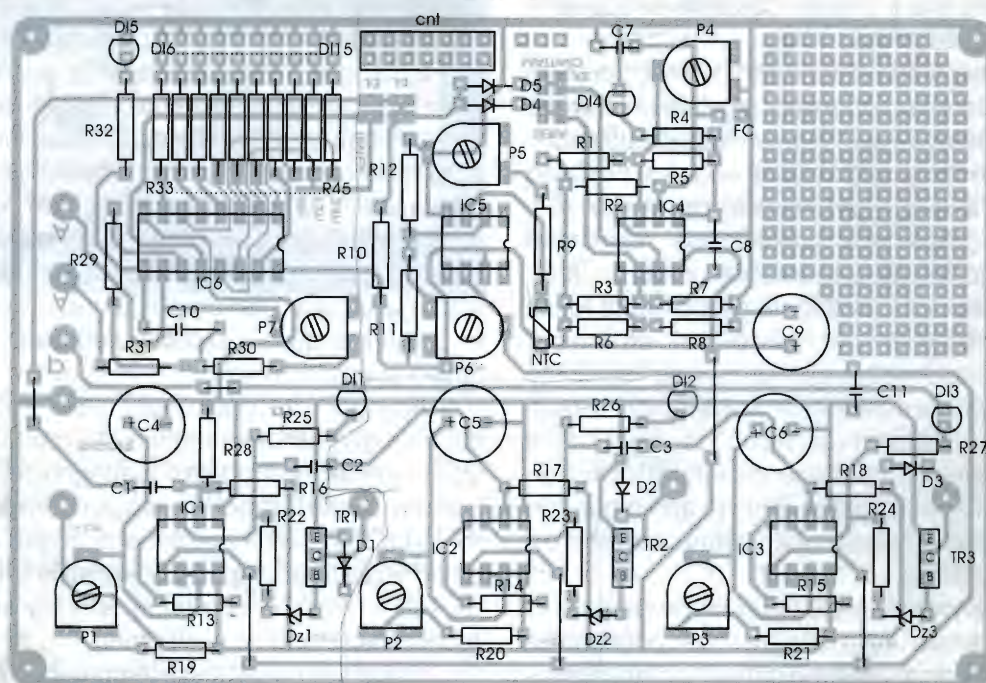 cnt
DI5
DI6....................DI15
C7
P4
D5
D4
DI4
R32
R4
FC
P5
R1
R12
R5
R2
R33....................R45
IC5
IC4
R29
R10
R9
C8
IC6
C10
R3
R7
P7
R11
C9
R31
R30
P6
NTC
R6
R8
DI1
DI2
C11
DI3
C4
R25
C5
R26
C6
R28
C3
R27
C2
C1
R16
R17
D2
R18
D3
IC1
R22
TR1
R23
R24
E
C
B
D1
IC2
E
C
B
TR2
IC3
E
C
B
TR3
R13
R14
R15
P1
Dz1
P2
Dz2
P3
Dz3
R19
R20
R21